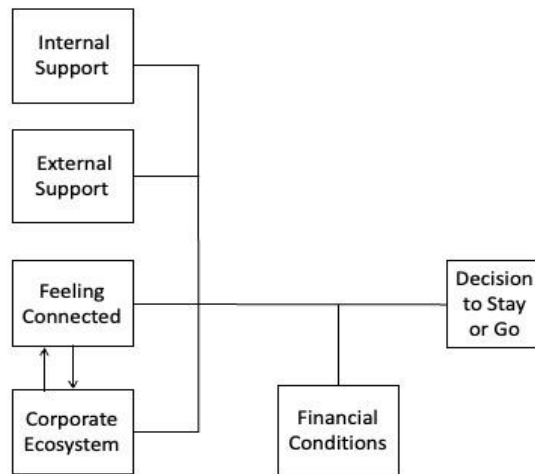 Internal
Support
External
Support
Feeling
Connected
Decision
to Stay
or Go
Corporate
Ecosystem
Financial
Conditions